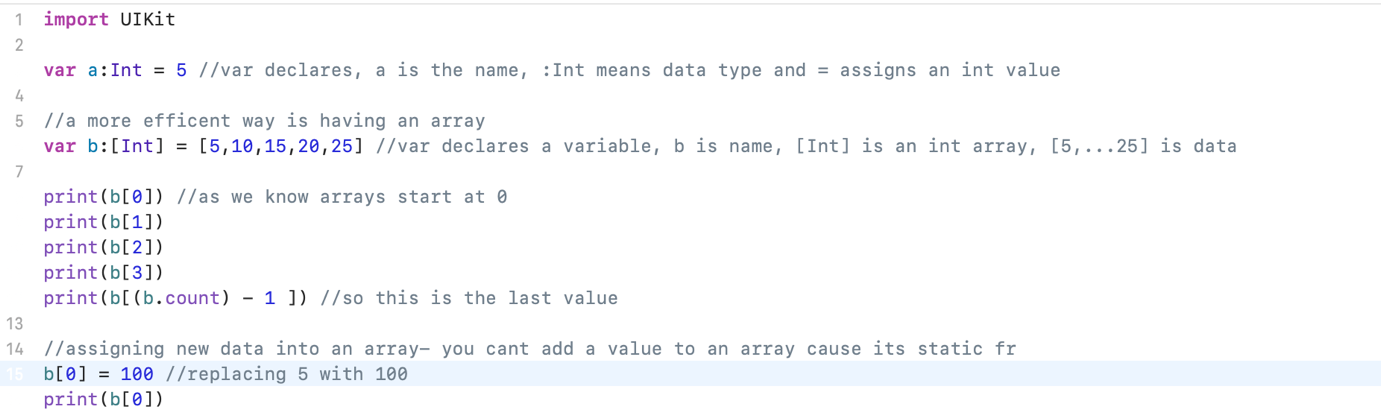 1 import UIKit
2
var a:Int = 5 //var declares, a is the name, :Int means data type and = assigns an int value
4
5 //a more efficent way is having an array
var b:[Int] = [5,10,15,20,25] //var declares a variable, b is name, [Int] is an int array, [5,...25] is data
7
print(b[0]) //as we know arrays start at 0
print(b[1])
print(b[2])
print(b[3])
print(b[(b.count) - 1 ]) //so this is the last value
13
14 //assigning new data into an array- you cant add a value to an array cause its static fr
15 b[0] = 100 //replacing 5 with 100
print(b[0])